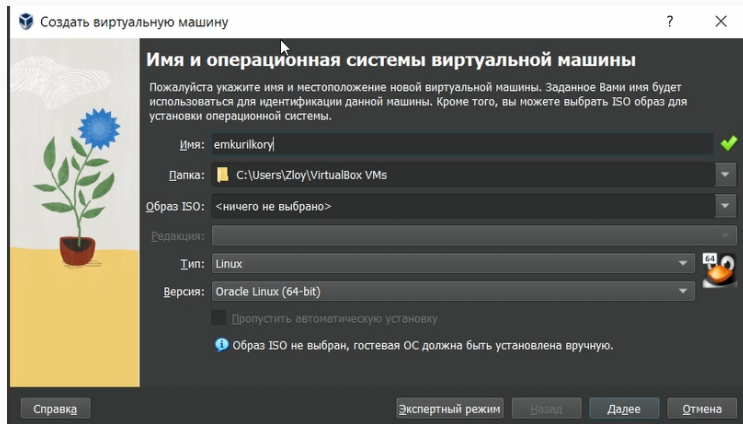 Создать виртуальную машину
Имя и операционная системы виртуальной машины
Пожалуйста укажите имя и местоположение новой виртуальной машины. Заданное Вами имя будет
использоваться для идентификации данной машины. Кроме того, вы можете выбрать ISO образ для
установки операционной системы.
Имя: emkurilkory
Папка: C:\Users\Zloy\VirtualBox VMs
Образ ISO: <ничего не выбрано>
Редакция:
Тип: Linux
64
Версия: Oracle Linux (64-bit)
Пропустить автоматическую установку
Образ ISO не выбран, гостевая ОС должна быть установлена вручную.
Справка Экспертный режим Назад Далее Отмена